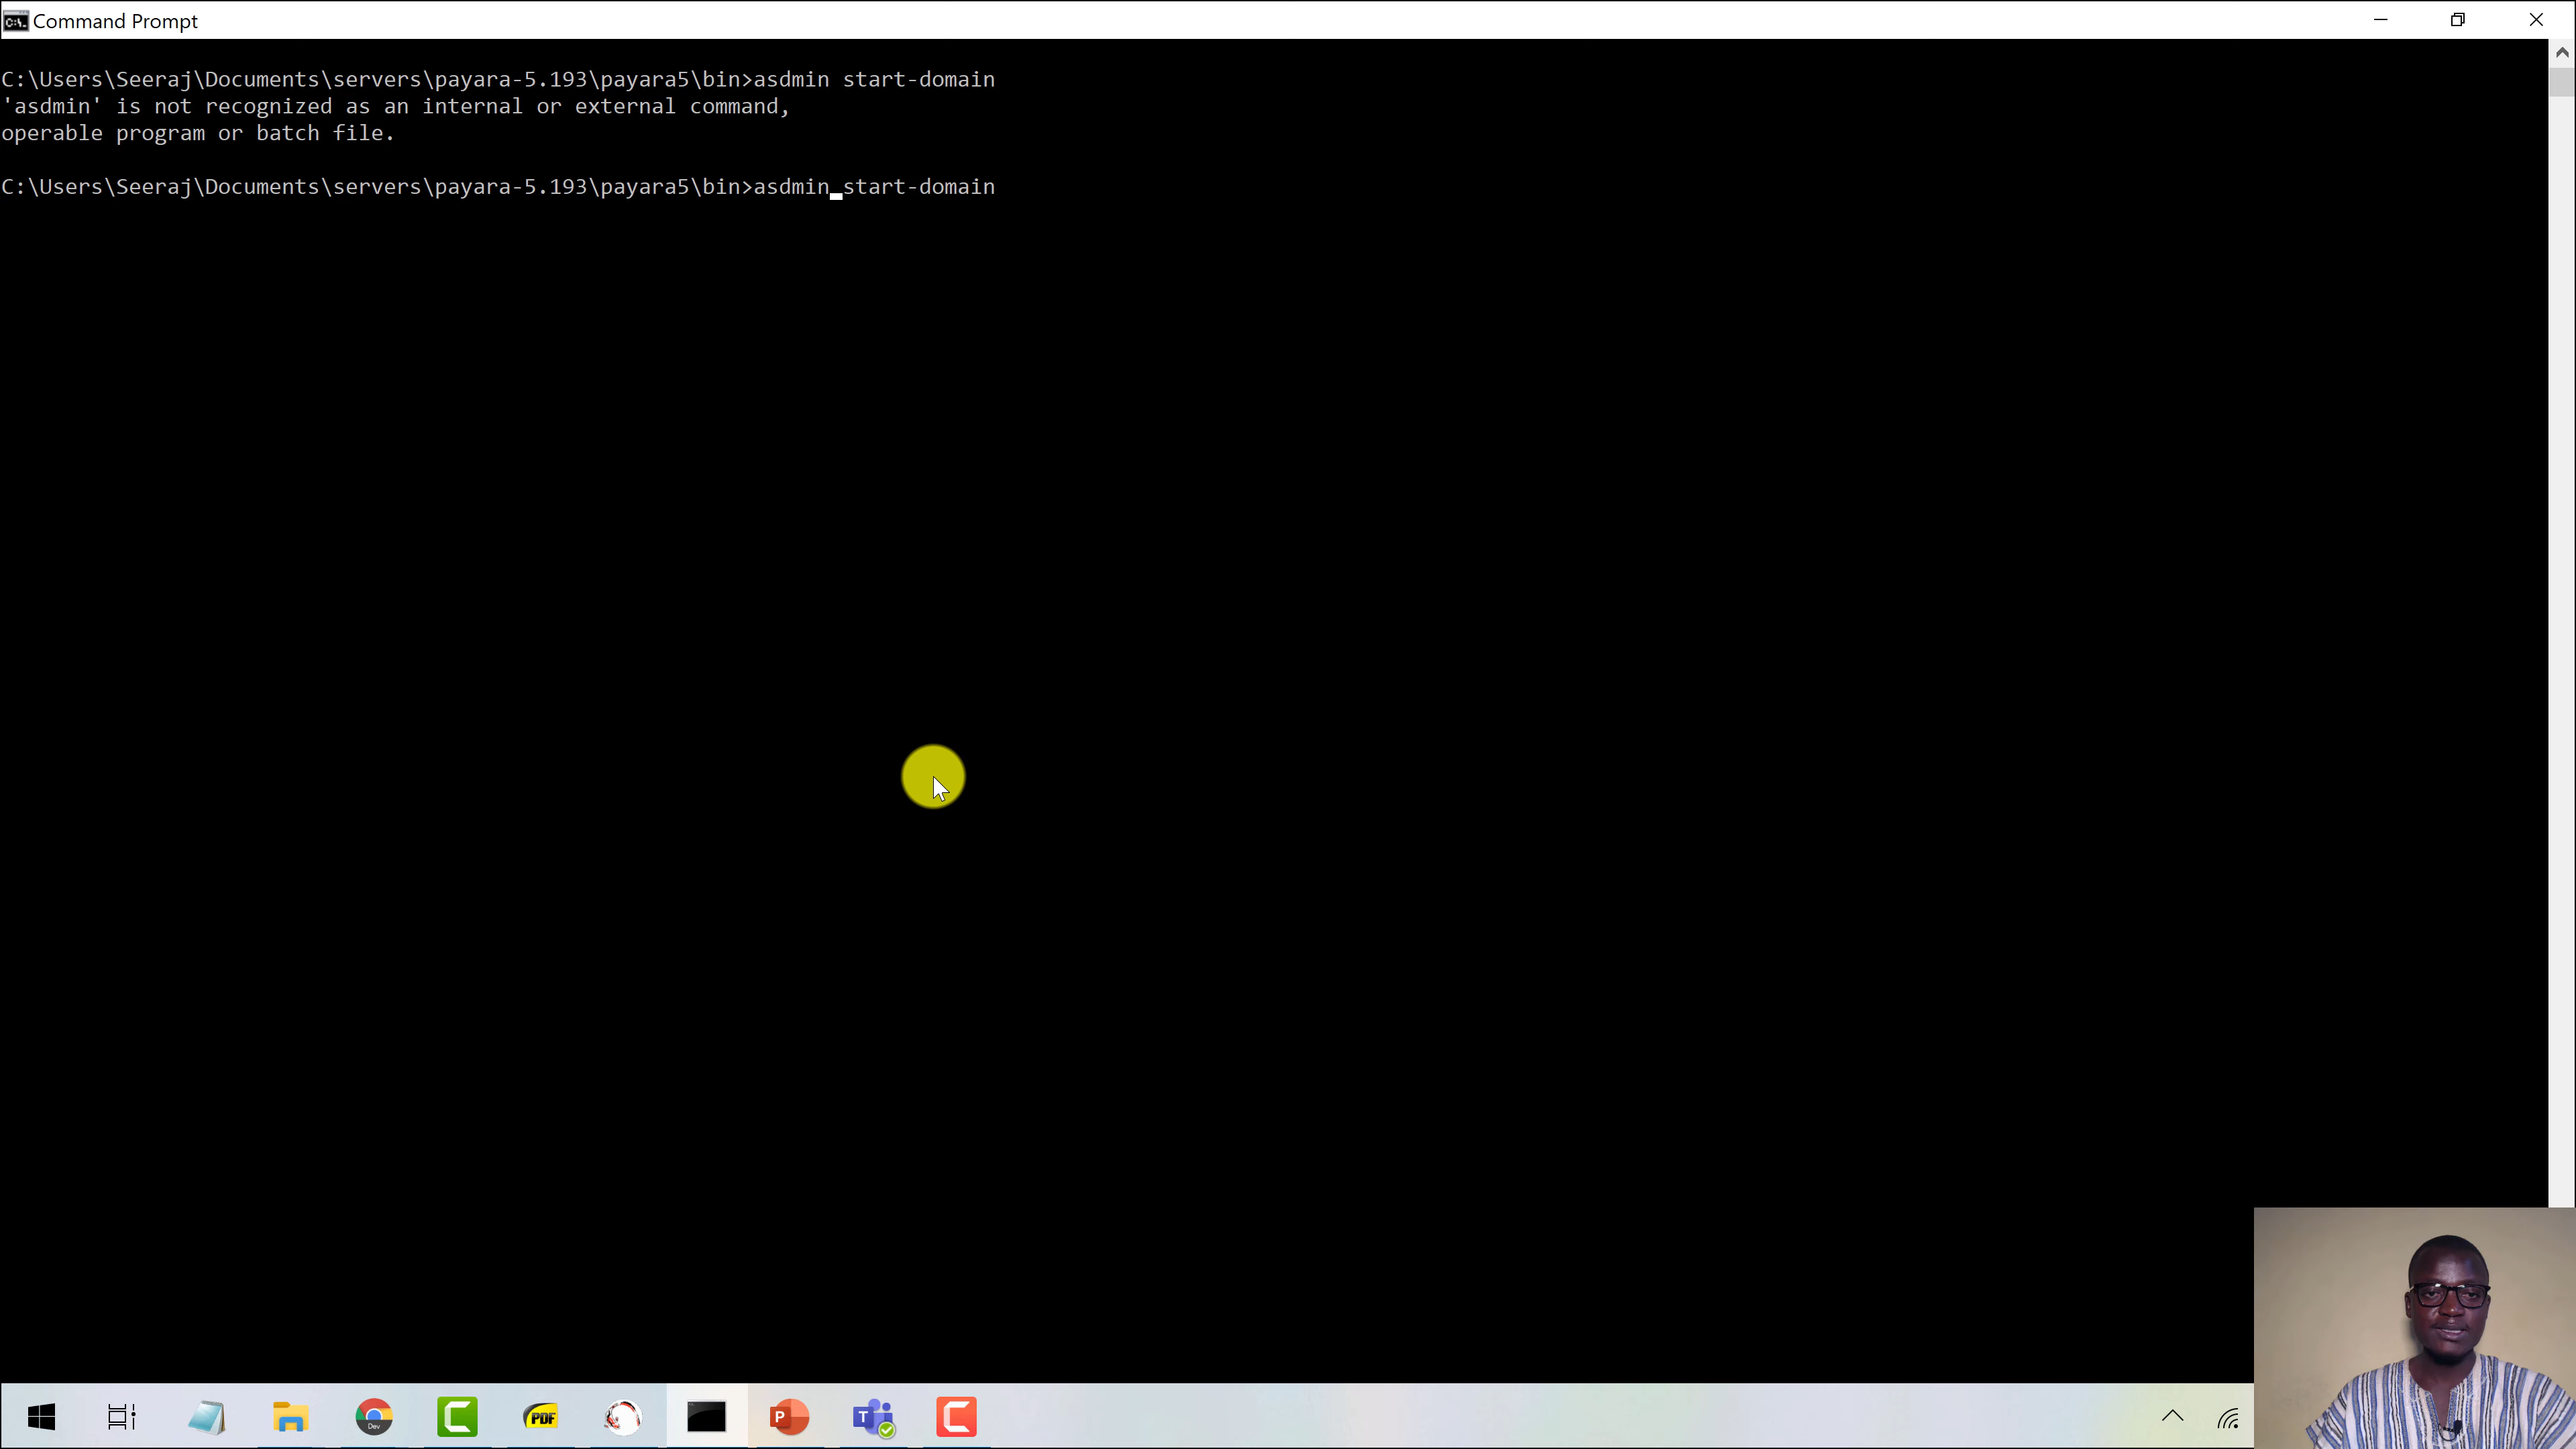 Command Prompt
C:\Users\Seeraj\Documents\servers\payara-5.193\payara5\bin>asdmin start-domain
'asdmin' is not recognized as an internal or external command,
operable program or batch file.
C:\Users\Seeraj\Documents\servers\payara-5.193\payara5\bin>asdmin start-domain
Dev
PDF
P
T